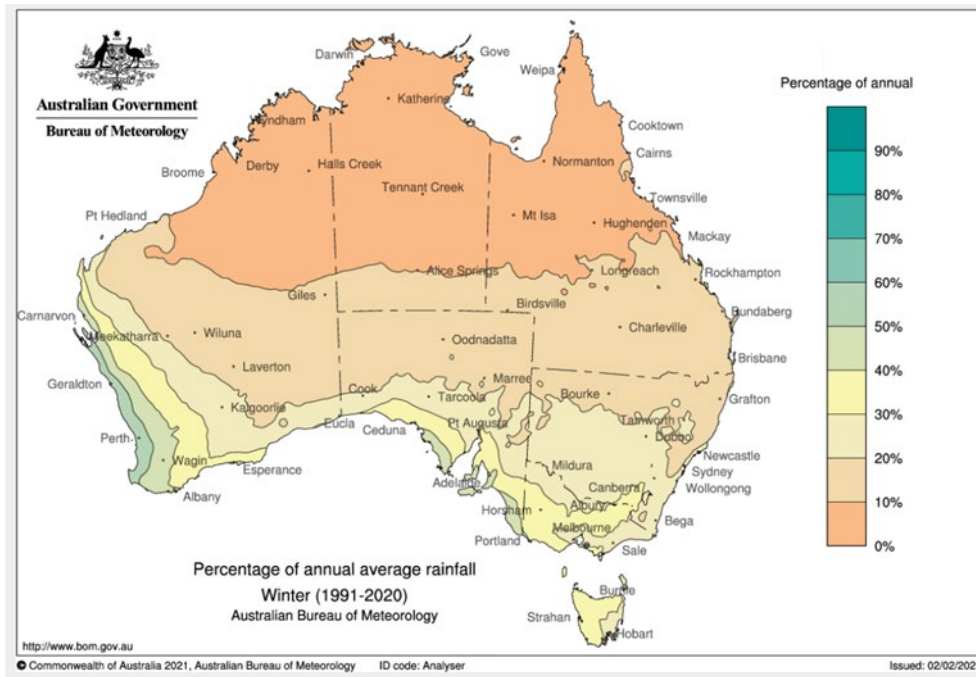 Australian Government
Bureau of Meteorology
Darwin
Gove
Weipa
Katherine
Wyndham
Cooktown
Cairns
Derby
Halls Creek
Normanton
Broome
Tennant Creek
Townsville
Pt Hedland
Mt Isa
Hughenden
Mackay
Alice Springs
Longreach
Rockhampton
Giles
Birdsville
Carnarvon
Bundaberg
Meekatharra
Wiluna
Oodnadatta
Charleville
Brisbane
Laverton
Marree
Geraldton
Cook
Tarcoola
Bourke
Grafton
Kalgoorlie
Eucla
Ceduna
Pt Augusta
Tamworth
Dubbo
Perth
Newcastle
Wagin
Esperance
Mildura
Sydney
Adelaide
Canberra
Wollongong
Albany
Horsham
Albury
Melbourne
Bega
Portland
Sale
Burnie
Strahan
Hobart
Percentage of annual
90%
80%
70%
60%
50%
40%
30%
20%
10%
0%
Percentage of annual average rainfall
Winter (1991-2020)
Australian Bureau of Meteorology
http://www.bom.gov.au
© Commonwealth of Australia 2021, Australian Bureau of Meteorology ID code: Analyser Issued: 02/02/202